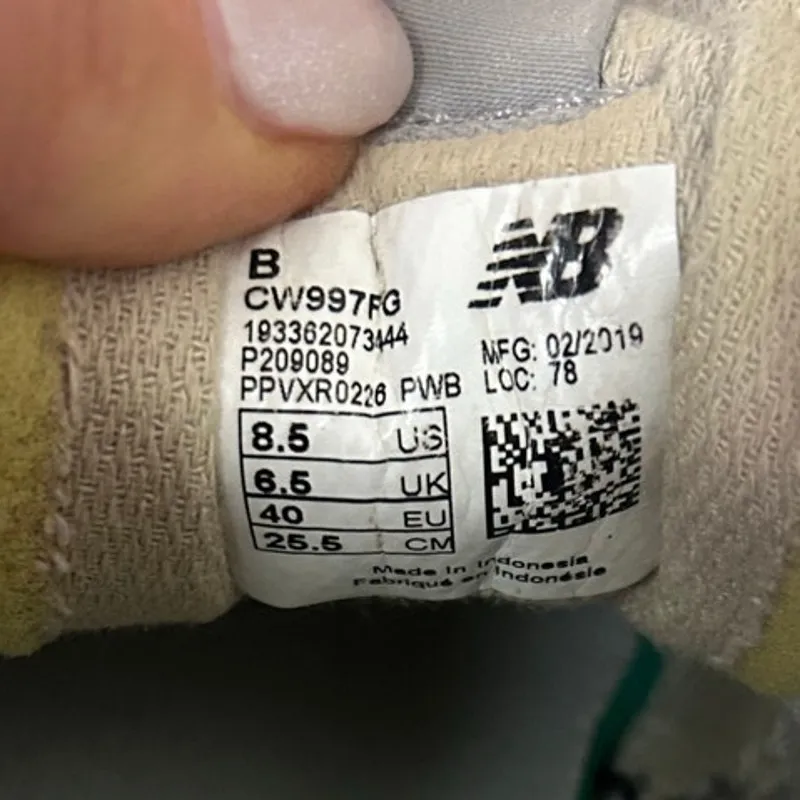 B
CW997FG
193362073444
P209089
PPVXR0226 PWB
8.5 US
6.5 UK
40 EU
25.5 CM
NB
MFG: 02/2019
LOC: 78
Made in Indonesia
Fabriqué en Indonésie